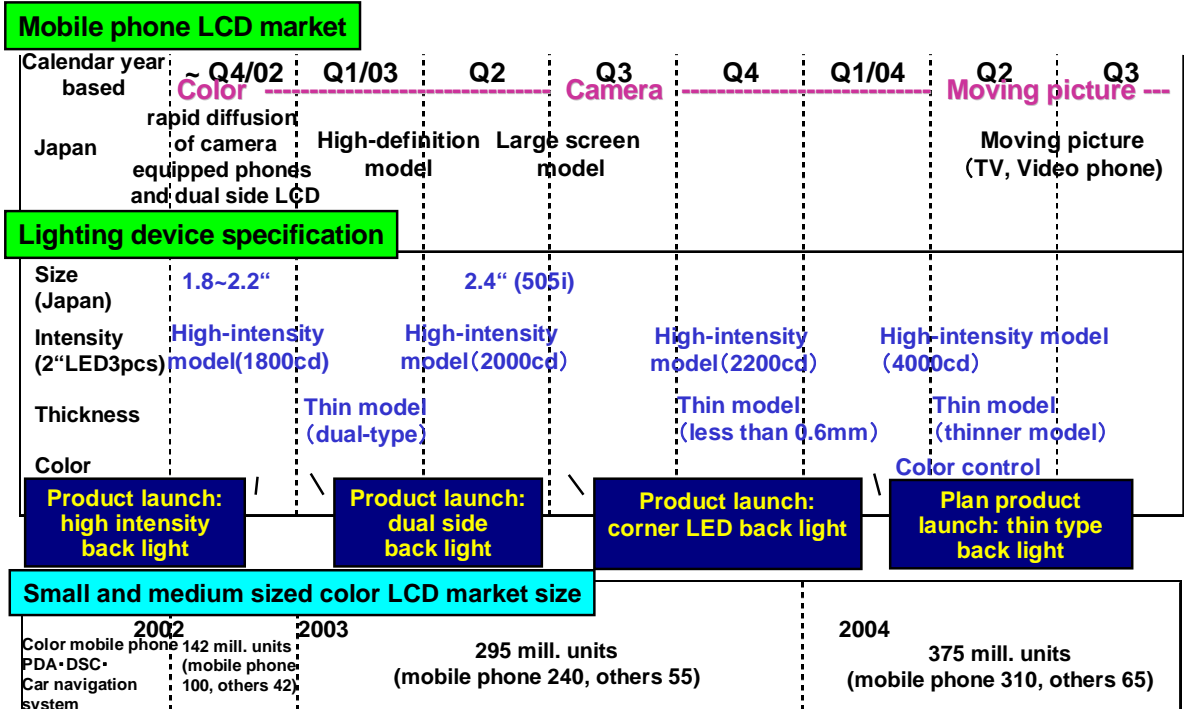 Mobile phone LCD market
Calendar year based
~ Q4/02 Q1/03 Q2 Q3 Q4 Q1/04 Q2 Q3
Color ---------------------------- Camera -------------------------- Moving picture ---
Japan
rapid diffusion
of camera
equipped phones
and dual side LCD
High-definition
model
Large screen
model
Moving picture
(TV, Video phone)
Lighting device specification
Size
(Japan)
1.8~2.2“
2.4“ (505i)
Intensity
(2“LED3pcs)
High-intensity
model(1800cd)
High-intensity
model(2000cd)
High-intensity
model(2200cd)
High-intensity model
(4000cd)
Thickness
Thin model
(dual-type)
Thin model
(less than 0.6mm)
Thin model
(thinner model)
Color
Color control
Product launch:
high intensity
back light
Product launch:
dual side
back light
Product launch:
corner LED back light
Plan product
launch: thin type
back light
Small and medium sized color LCD market size
2002
2003
2004
Color mobile phone
PDA・DSC・
Car navigation
system
142 mill. units
(mobile phone
100, others 42)
295 mill. units
(mobile phone 240, others 55)
375 mill. units
(mobile phone 310, others 65)